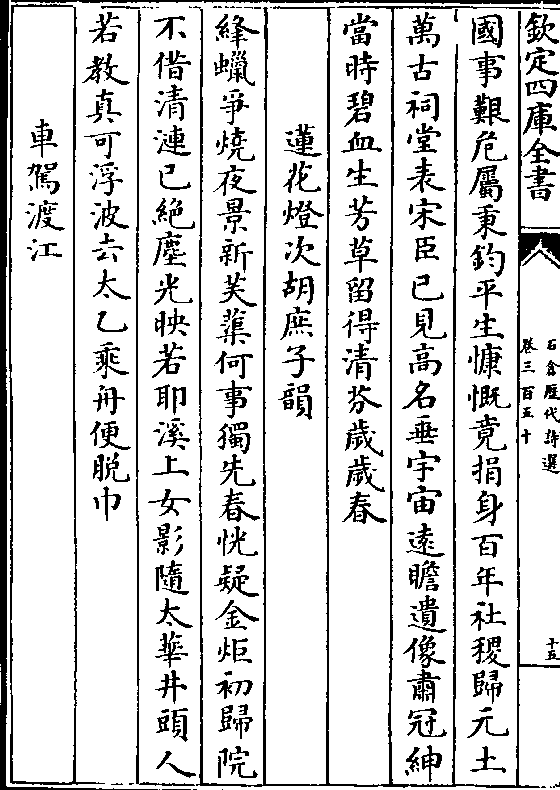 欽定四庫全書
石倉歷代詩選
卷三百五十
十五
國事艱危屬秉鈞平生慷慨竟捐身百年社稷歸元土
萬古祠堂表宋臣已見高名垂宇宙遠瞻遺像肅冠紳
當時碧血生芳草留得清芬歲歲春
蓮花燈次胡庶子韻
絳蠟爭燒夜景新芙蕖何事獨先春恍疑金炬初歸院
不借清漣已絶塵光映若耶溪上女影隨太華井頭人
若教真可浮波去太乙乘舟便脱巾
車駕渡江